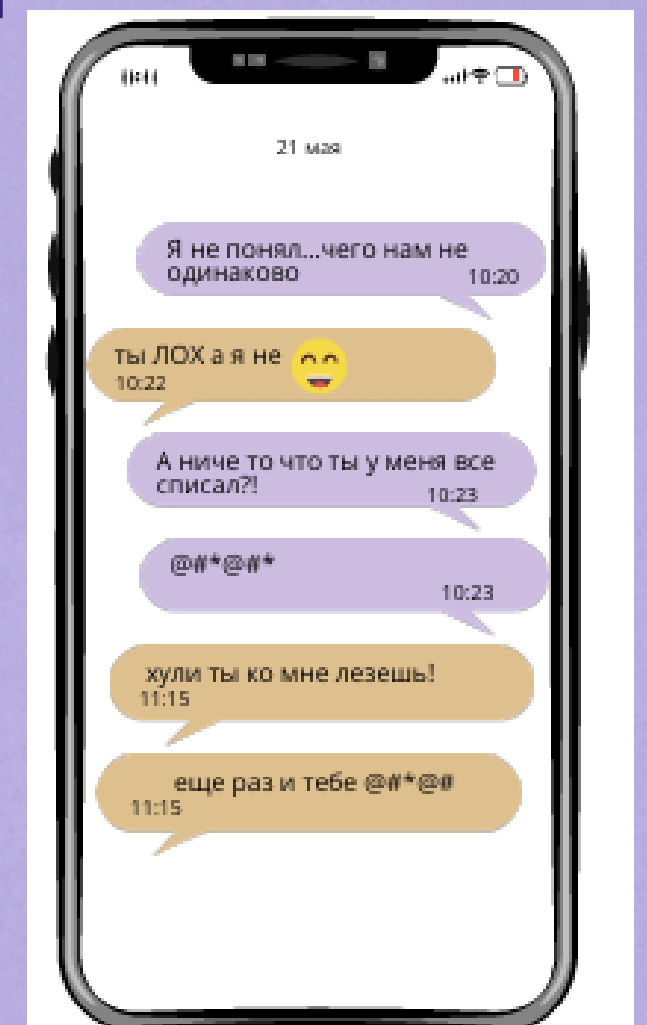 21 мая
Я не понял...чего нам не
одинаково
10:20
ты ЛОХ а я не
10:22
А ниче то что ты у меня все
списал?!
10:23
@#*@#*
10:23
хули ты ко мне лезешь!
11:15
еще раз и тебе @#*@#
11:15